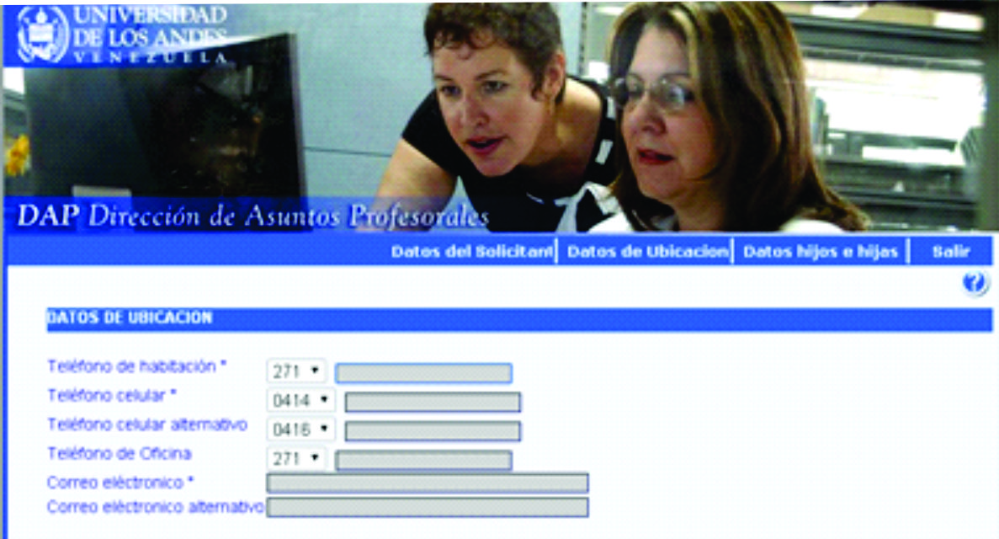 UNIVERSIDAD
DE LOS ANDES
VENEZUELA
DAP Dirección de Asuntos Profesorales
Datos del Solicitant
Datos de Ubicacion
Datos hijos e hijas
Salir
?
DATOS DE UBICACION
Teléfono de habitación *
271
Teléfono celular *
0414
Teléfono celular alternativo
0416
Teléfono de Oficina
271
Correo eléctronico *
Correo eléctronico alternativo